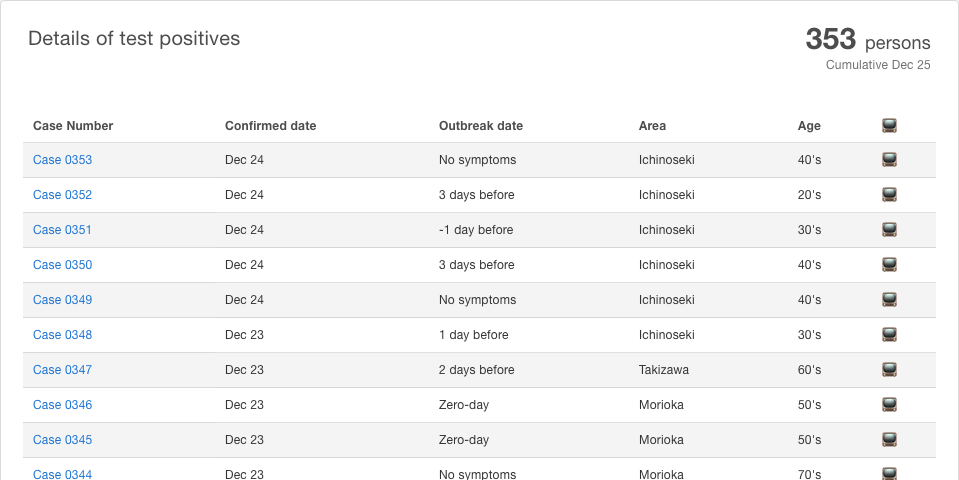 Details of test positives
353 persons
Cumulative Dec 25
Case Number Confirmed date Outbreak date Area Age
Case 0353 Dec 24 No symptoms Ichinoseki 40's
Case 0352 Dec 24 3 days before Ichinoseki 20's
Case 0351 Dec 24 -1 day before Ichinoseki 30's
Case 0350 Dec 24 3 days before Ichinoseki 40's
Case 0349 Dec 24 No symptoms Ichinoseki 40's
Case 0348 Dec 23 1 day before Ichinoseki 30's
Case 0347 Dec 23 2 days before Takizawa 60's
Case 0346 Dec 23 Zero-day Morioka 50's
Case 0345 Dec 23 Zero-day Morioka 50's
Case 0344 Dec 23 No symptoms Morioka 70's